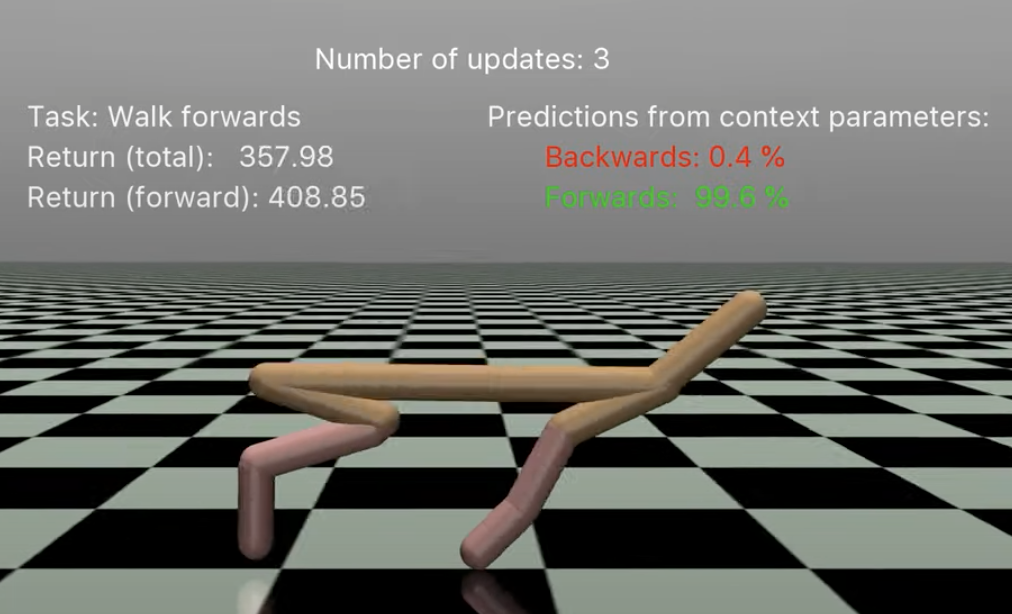 Number of updates: 3
Task: Walk forwards
Return (total): 357.98
Return (forward): 408.85
Predictions from context parameters:
Backwards: 0.4 %
Forwards: 99.6 %